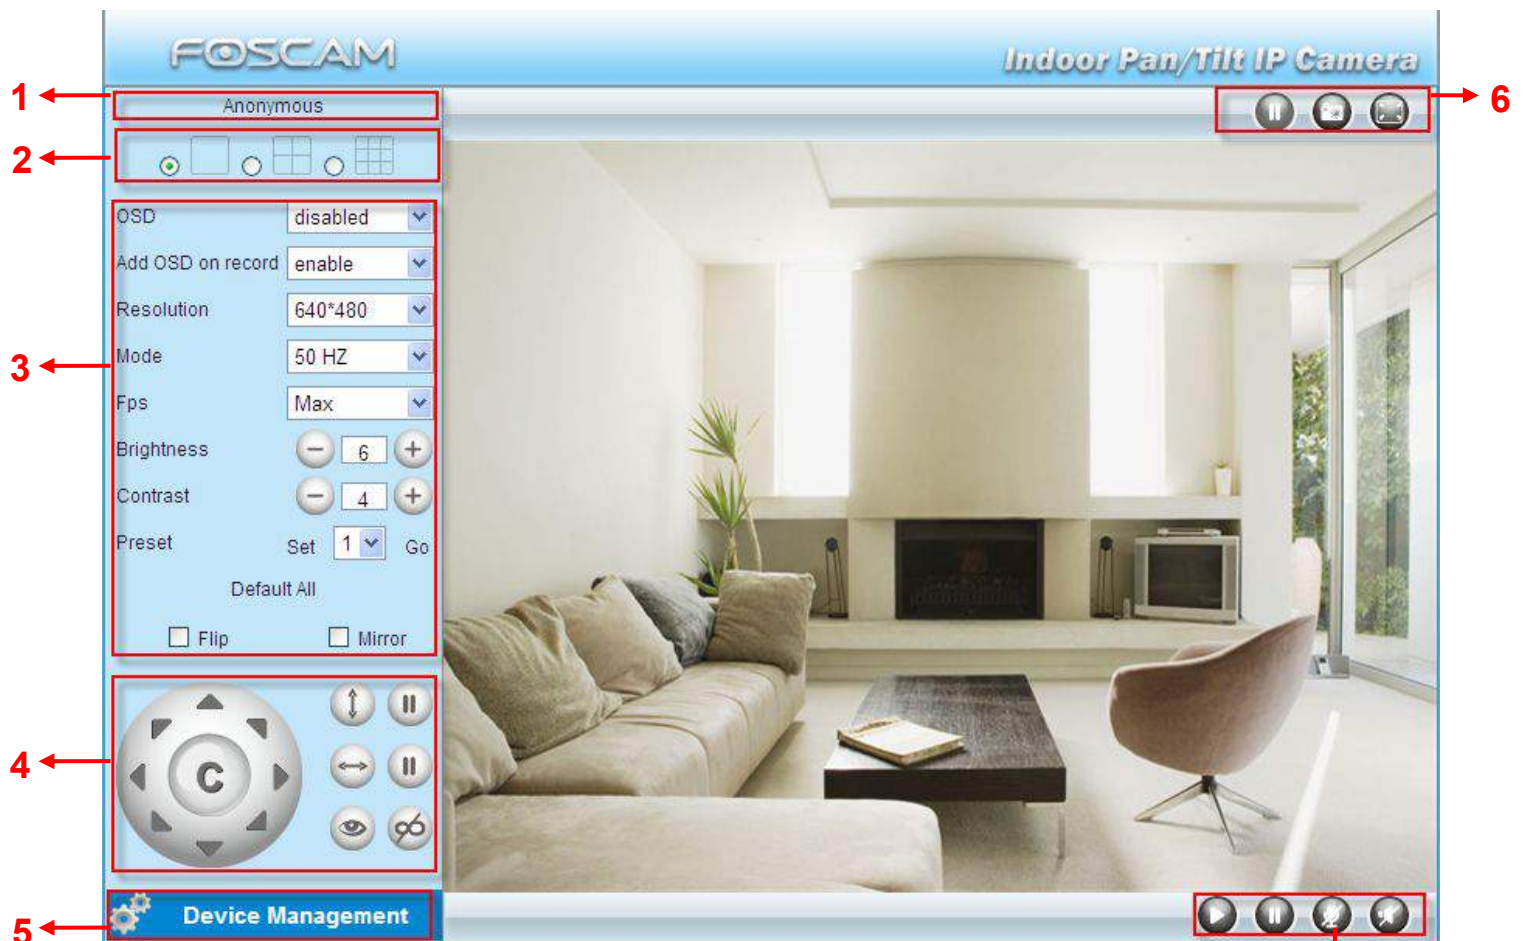 FOSCAM
Indoor Pan/Tilt IP Camera
1
Anonymous
6
2
OSD disabled
Add OSD on record enable
Resolution 640*480
3
Mode 50 HZ
Fps Max
Brightness 6
Contrast 4
Preset Set 1 Go
Default All
Flip Mirror
4
C
5
Device Management